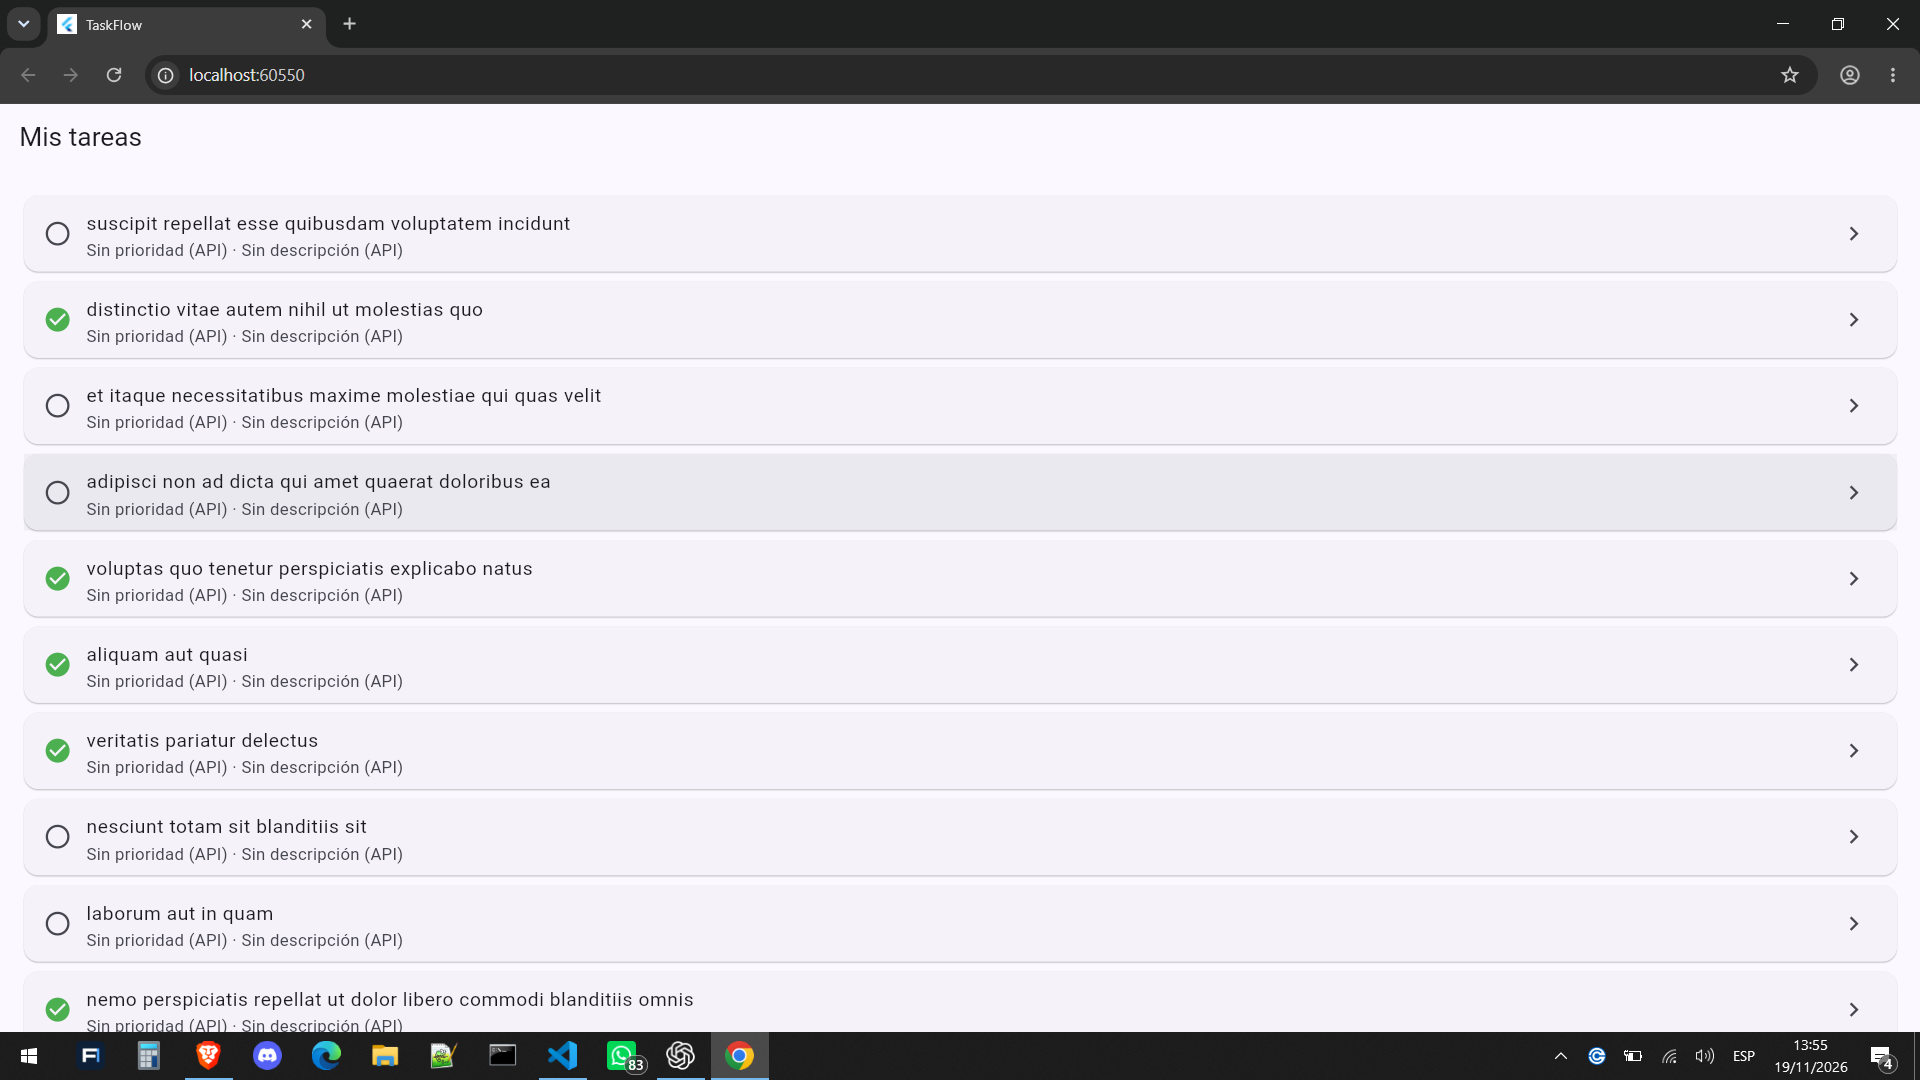 TaskFlow
localhost:60550
Mis tareas
suscipit repellat esse quibusdam voluptatem incidunt
Sin prioridad (API) · Sin descripción (API)
distinctio vitae autem nihil ut molestias quo
Sin prioridad (API) · Sin descripción (API)
et itaque necessitatibus maxime molestiae qui quas velit
Sin prioridad (API) · Sin descripción (API)
adipisci non ad dicta qui amet quaerat doloribus ea
Sin prioridad (API) · Sin descripción (API)
voluptas quo tenetur perspiciatis explicabo natus
Sin prioridad (API) · Sin descripción (API)
aliquam aut quasi
Sin prioridad (API) · Sin descripción (API)
veritatis pariatur delectus
Sin prioridad (API) · Sin descripción (API)
nesciunt totam sit blanditiis sit
Sin prioridad (API) · Sin descripción (API)
laborum aut in quam
Sin prioridad (API) · Sin descripción (API)
nemo perspiciatis repellat ut dolor libero commodi blanditiis omnis
Sin prioridad (API) · Sin descripción (API)
83
ESP
13:55
19/11/2026
4